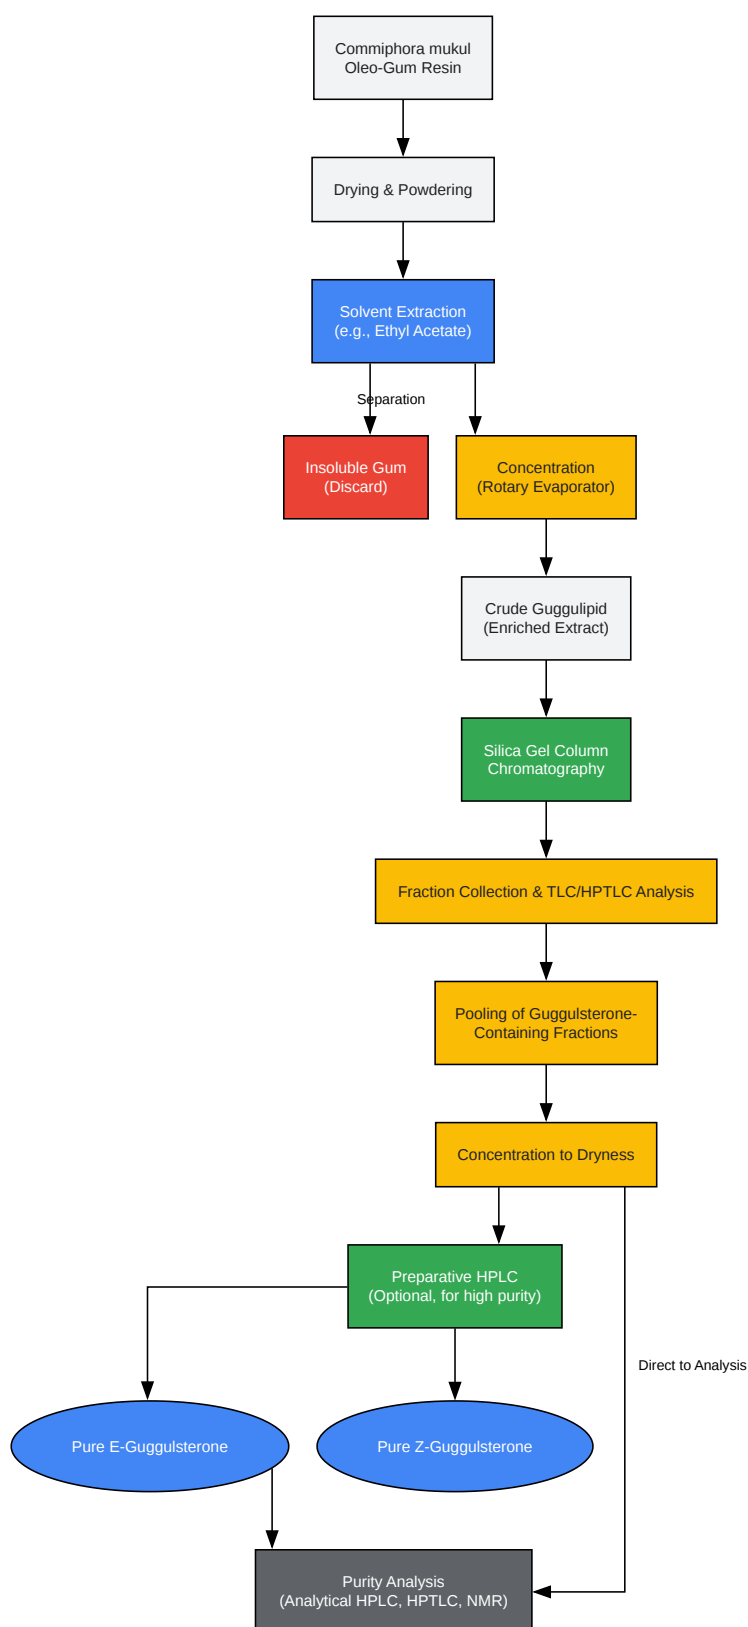 Commiphora mukul
Oleo-Gum Resin
Drying & Powdering
Solvent Extraction
(e.g., Ethyl Acetate)
Separation
Insoluble Gum
(Discard)
Concentration
(Rotary Evaporator)
Crude Guggulipid
(Enriched Extract)
Silica Gel Column
Chromatography
Fraction Collection & TLC/HPTLC Analysis
Pooling of Guggulsterone-
Containing Fractions
Concentration to Dryness
Preparative HPLC
(Optional, for high purity)
Direct to Analysis
Pure E-Guggulsterone
Pure Z-Guggulsterone
Purity Analysis
(Analytical HPLC, HPTLC, NMR)